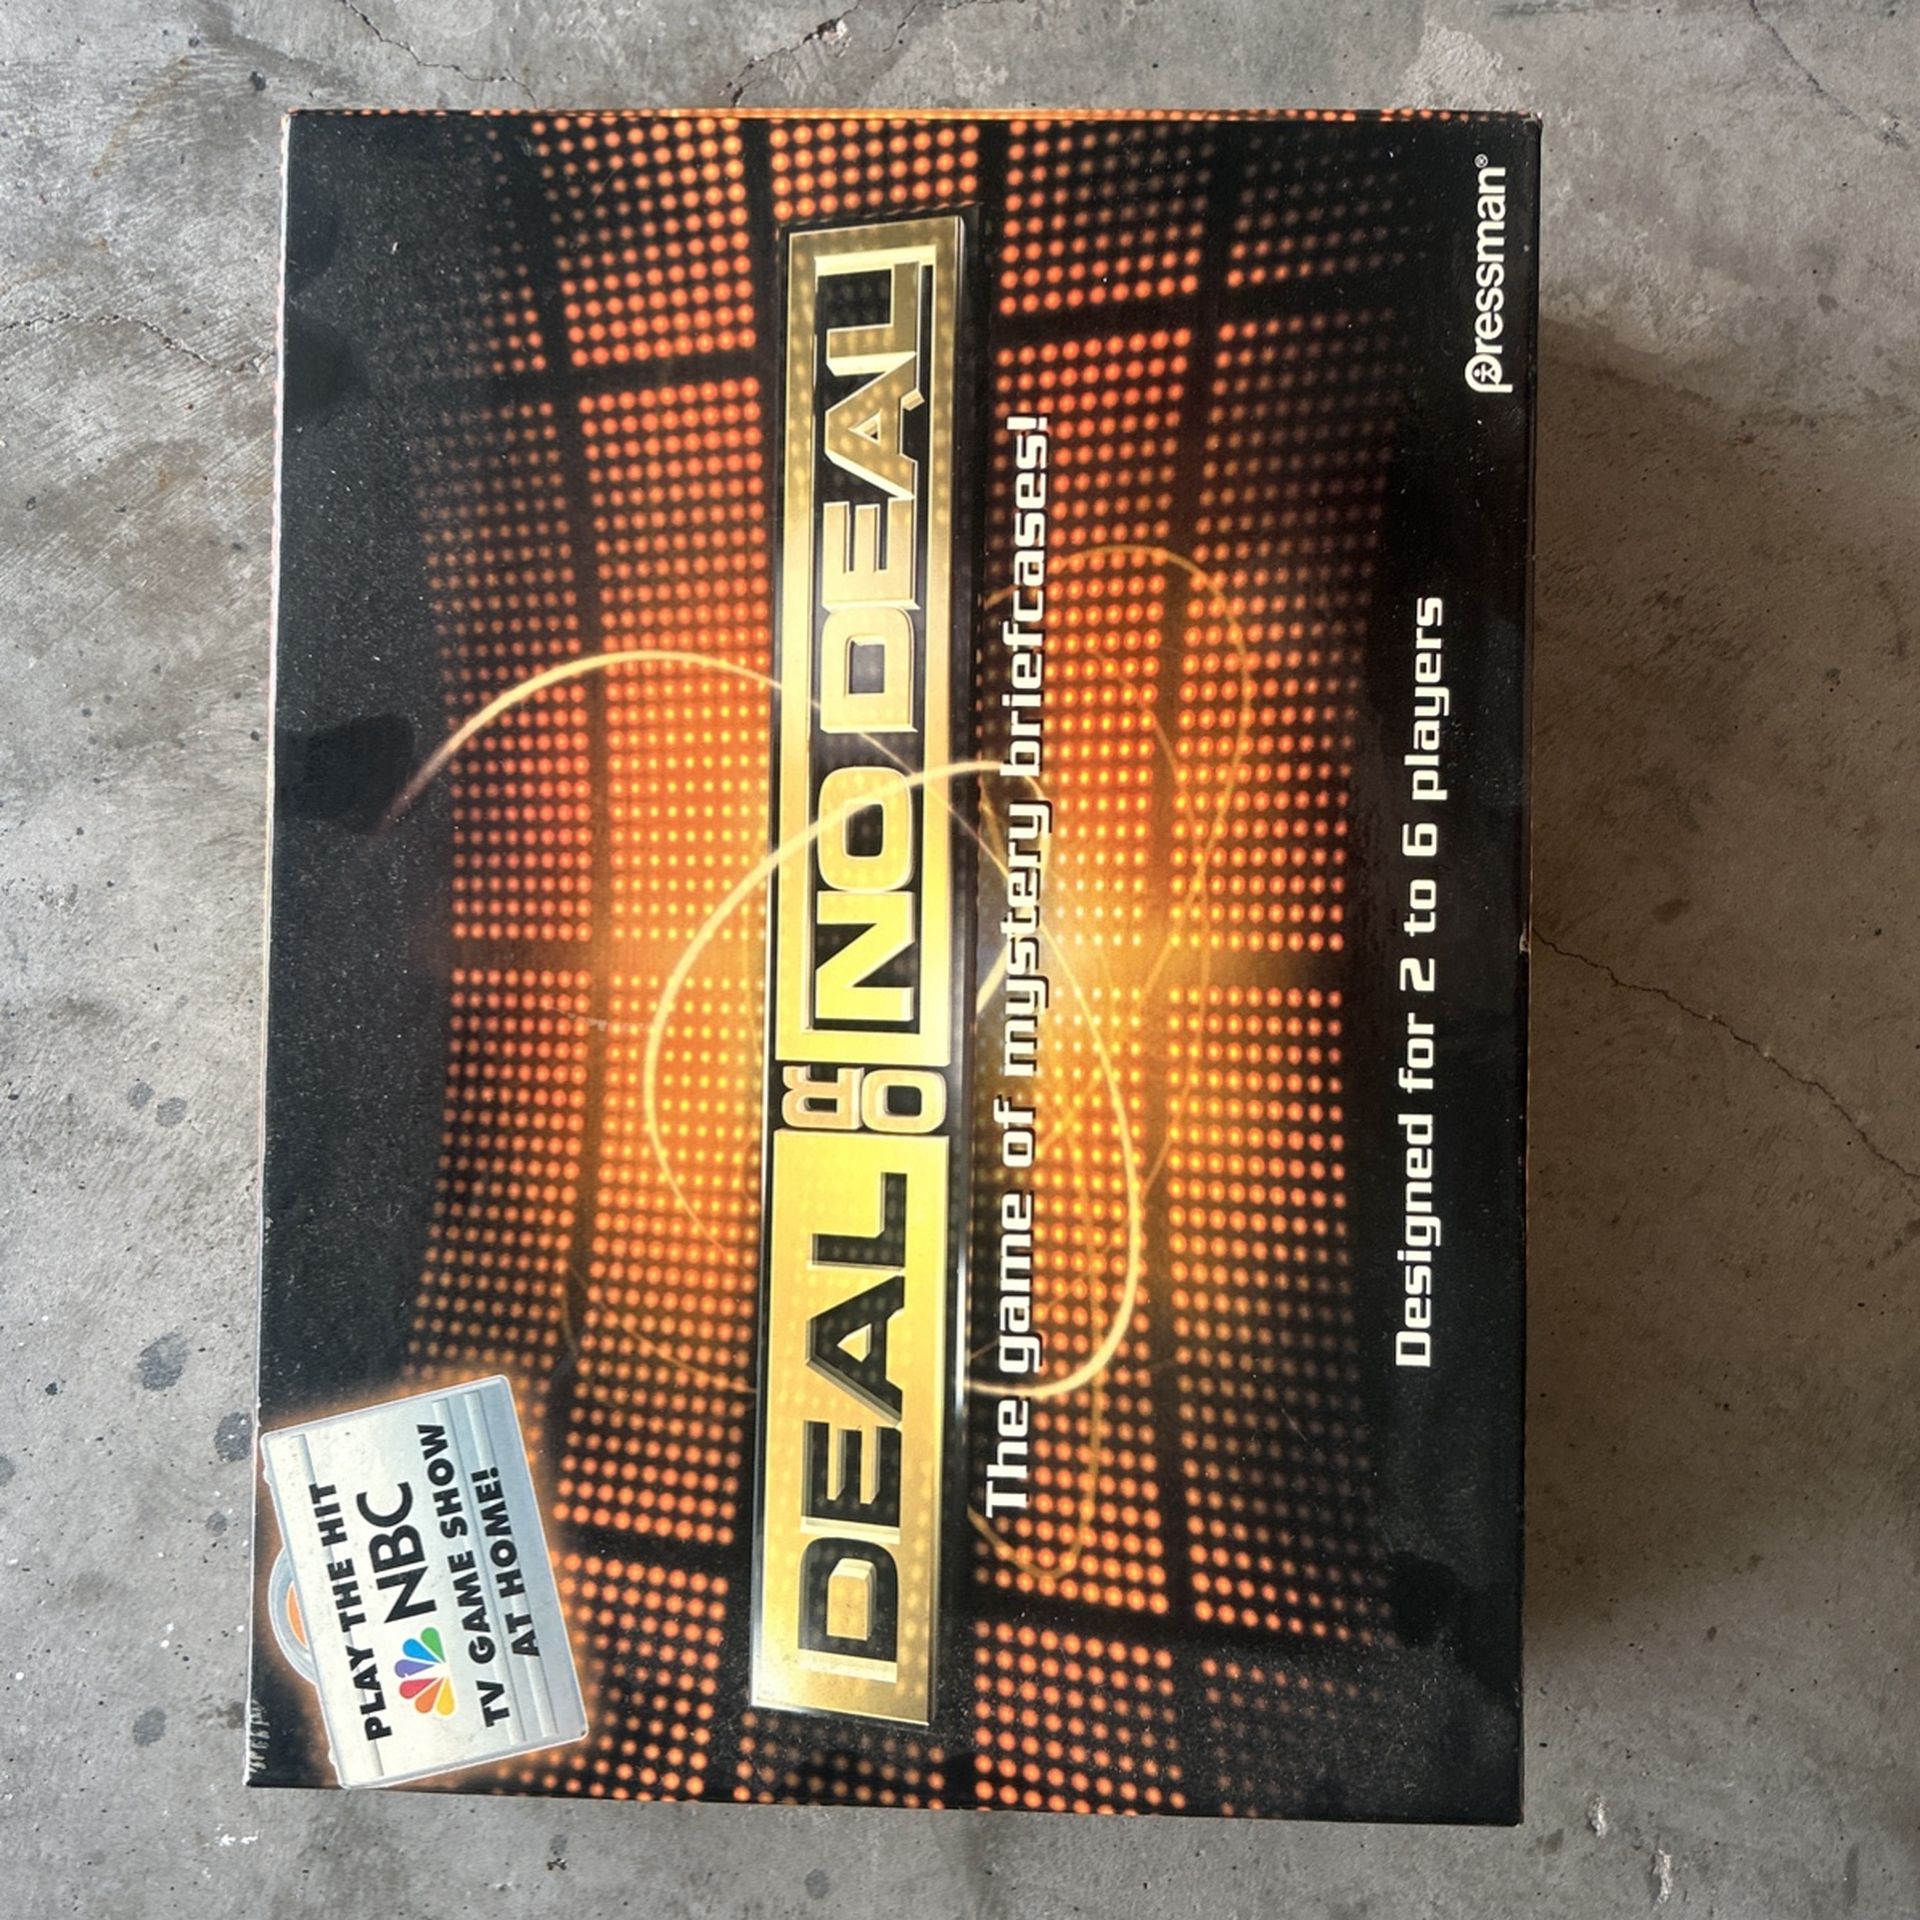 PLAY THE HIT
NBC
TV GAME SHOW
AT HOME!
DEAL OR NO DEAL
The game of mystery briefcases!
Designed for 2 to 6 players
Pressman®